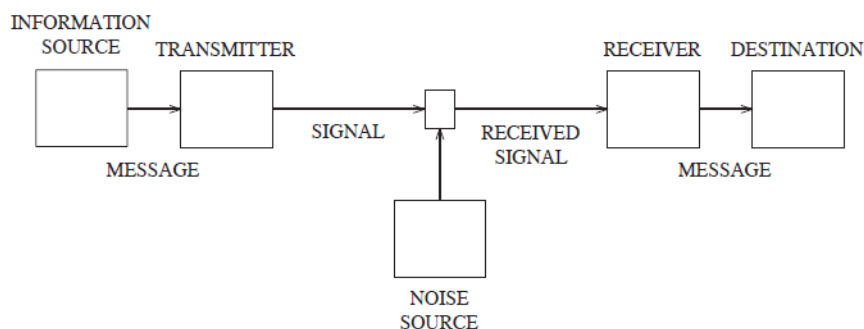 INFORMATION
SOURCE
TRANSMITTER
RECEIVER
DESTINATION
SIGNAL
RECEIVED
SIGNAL
MESSAGE
MESSAGE
NOISE
SOURCE